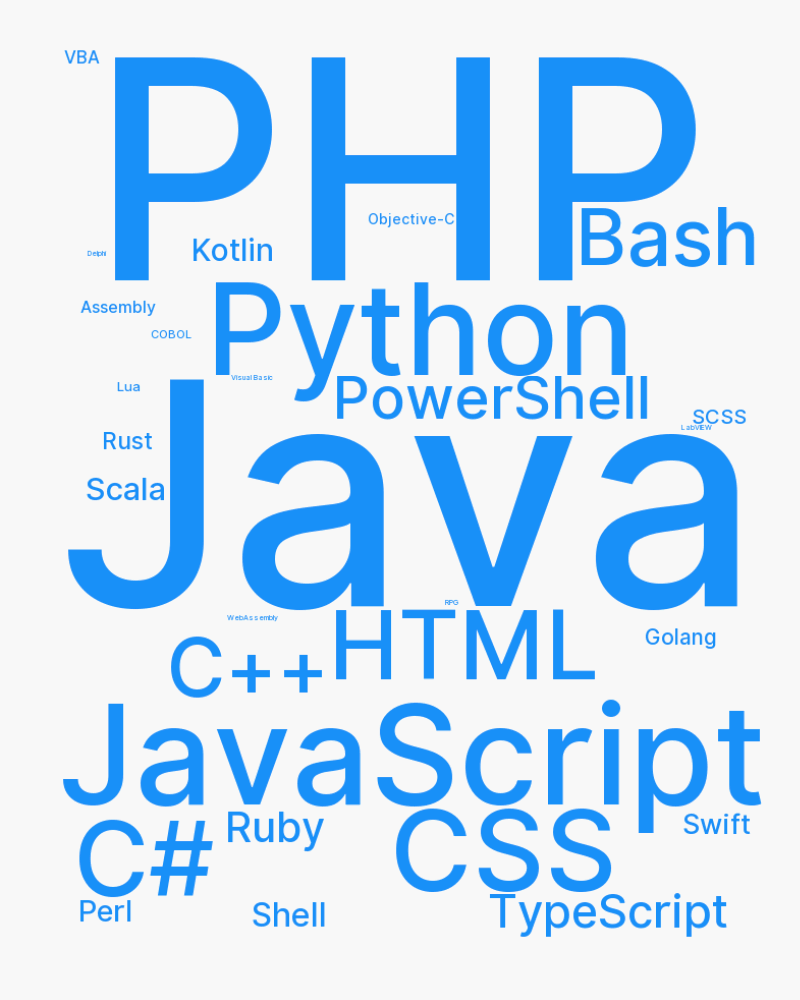 VBA
PHP
Objective-C
Bash
Kotlin
Delphi
Assembly
Python
COBOL
Visual Basic
Lua
PowerShell
SCSS
LabVIEW
Rust
Java
Scala
RPG
WebAssembly
HTML
Golang
C++
JavaScript
Swift
Ruby
C#
CSS
Perl
Shell
TypeScript